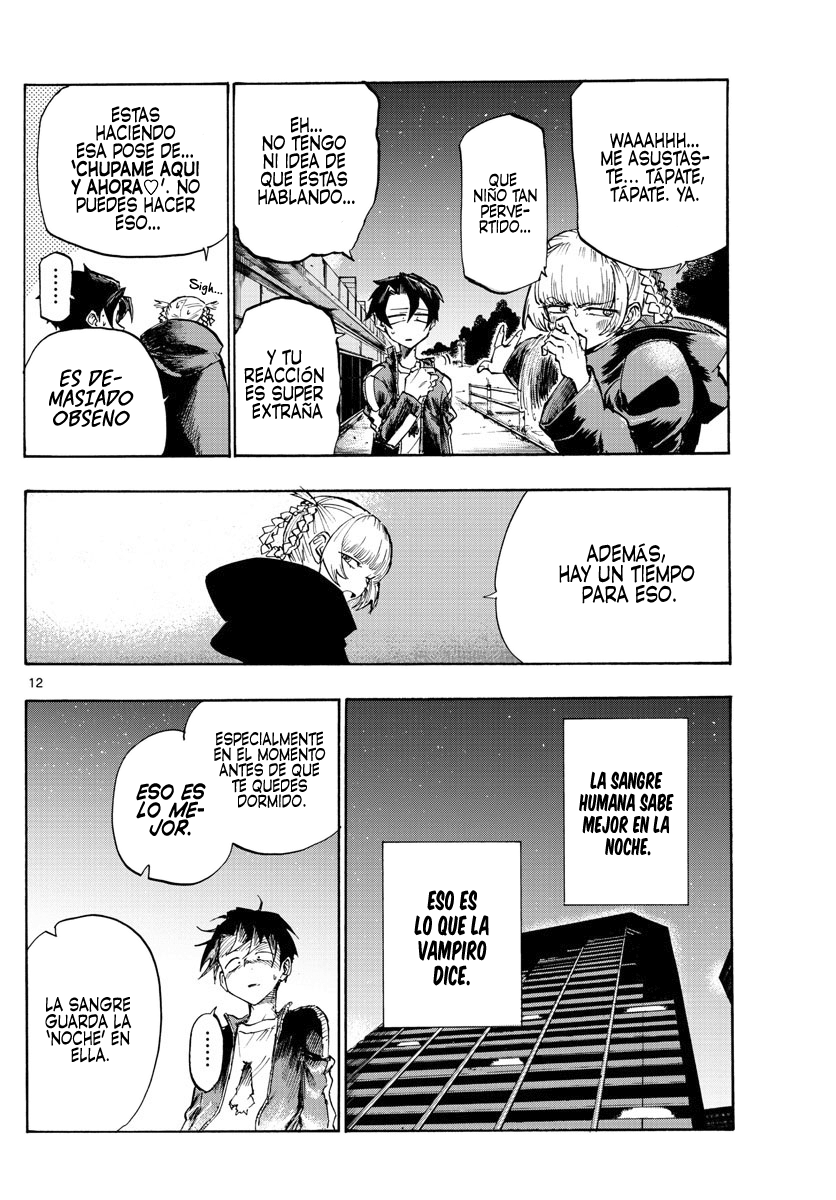 WAAAHHH...
ME ASUSTAS-
TE... TÁPATE,
TÁPATE. YA.
QUE
NIÑO TAN
PERVE-
RTIDO...
EH...
NO TENGO
NI IDEA DE
QUE ESTAS
HABLANDO...
Y TU
REACCIÓN
ES SUPER
EXTRAÑA
ESTAS
HACIENDO
ESA POSE DE...
'CHUPAME AQUI
Y AHORA♡'. NO
PUEDES HACER
ESO...
Sigh...
......
ES DE-
MASIADO
OBSENO
ADEMÁS,
HAY UN TIEMPO
PARA ESO.
12
LA SANGRE
HUMANA SABE
MEJOR EN LA
NOCHE.
ESO ES
LO QUE LA
VAMPIRO
DICE.
ESPECIALMENTE
EN EL MOMENTO
ANTES DE QUE
TE QUEDES
DORMIDO.
ESO ES
LO ME-
JOR.
......
LA SANGRE
GUARDA LA
'NOCHE' EN
ELLA.